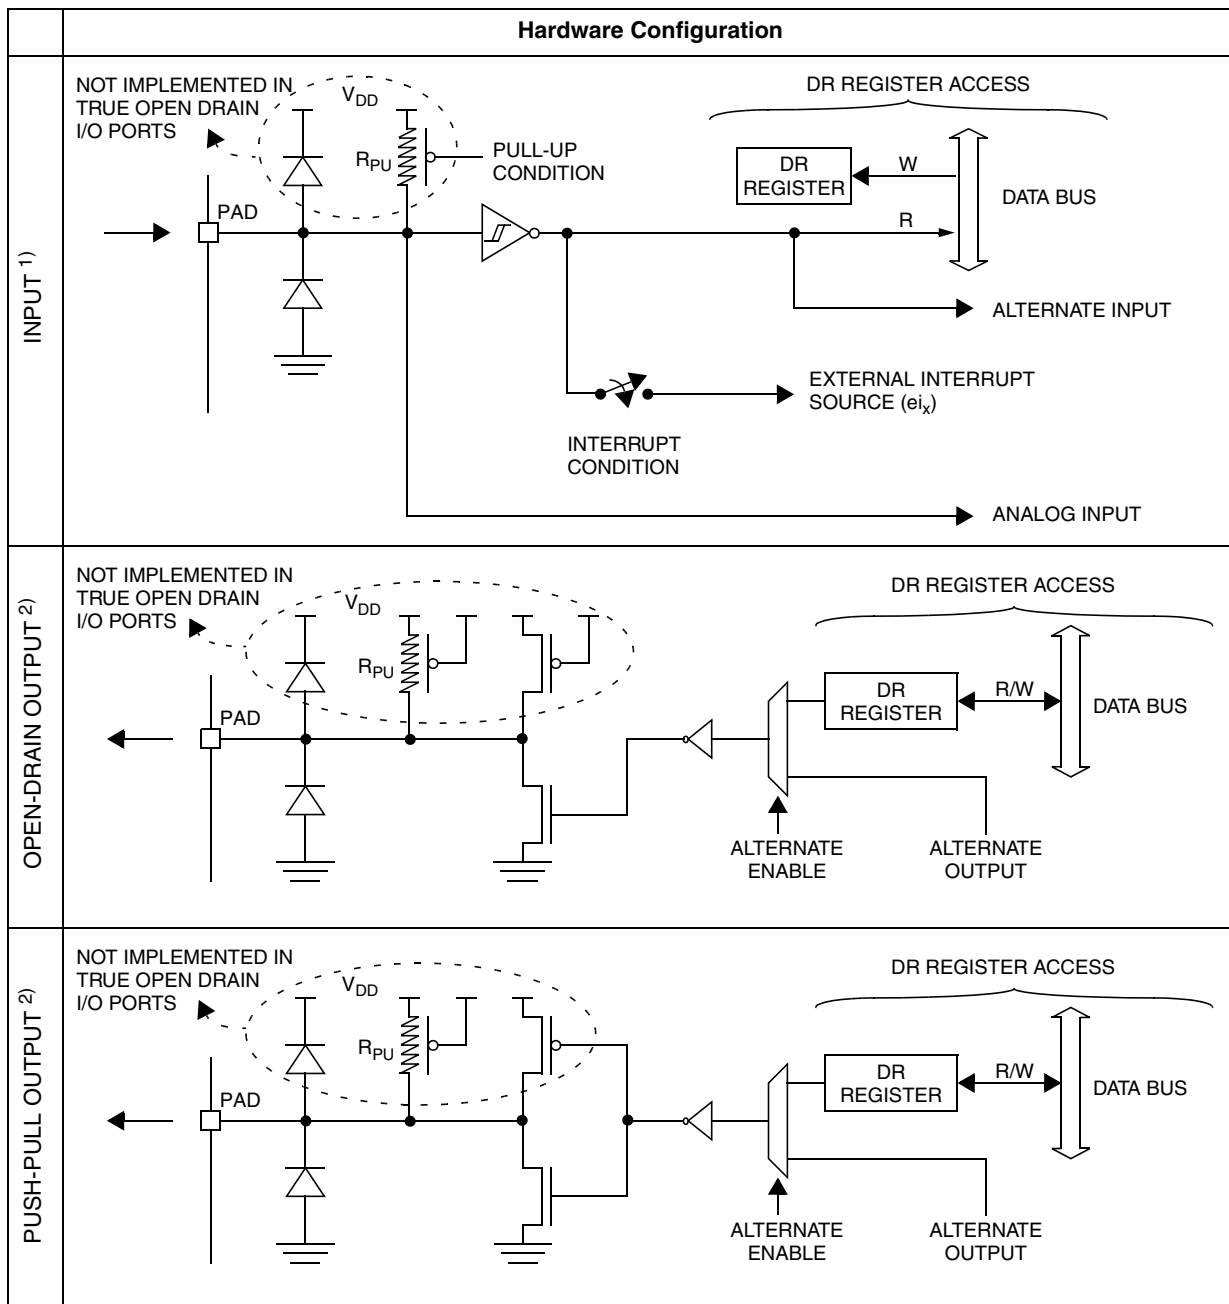 Hardware Configuration
INPUT 1)
NOT IMPLEMENTED IN
TRUE OPEN DRAIN
I/O PORTS
VDD
RPU
PULL-UP
CONDITION
PAD
DR REGISTER ACCESS
DR
REGISTER
W
R
DATA BUS
ALTERNATE INPUT
EXTERNAL INTERRUPT
SOURCE (eix)
INTERRUPT
CONDITION
ANALOG INPUT
OPEN-DRAIN OUTPUT 2)
NOT IMPLEMENTED IN
TRUE OPEN DRAIN
I/O PORTS
VDD
RPU
PAD
DR REGISTER ACCESS
DR
REGISTER
R/W
DATA BUS
ALTERNATE
ENABLE
ALTERNATE
OUTPUT
PUSH-PULL OUTPUT 2)
NOT IMPLEMENTED IN
TRUE OPEN DRAIN
I/O PORTS
VDD
RPU
PAD
DR REGISTER ACCESS
DR
REGISTER
R/W
DATA BUS
ALTERNATE
ENABLE
ALTERNATE
OUTPUT